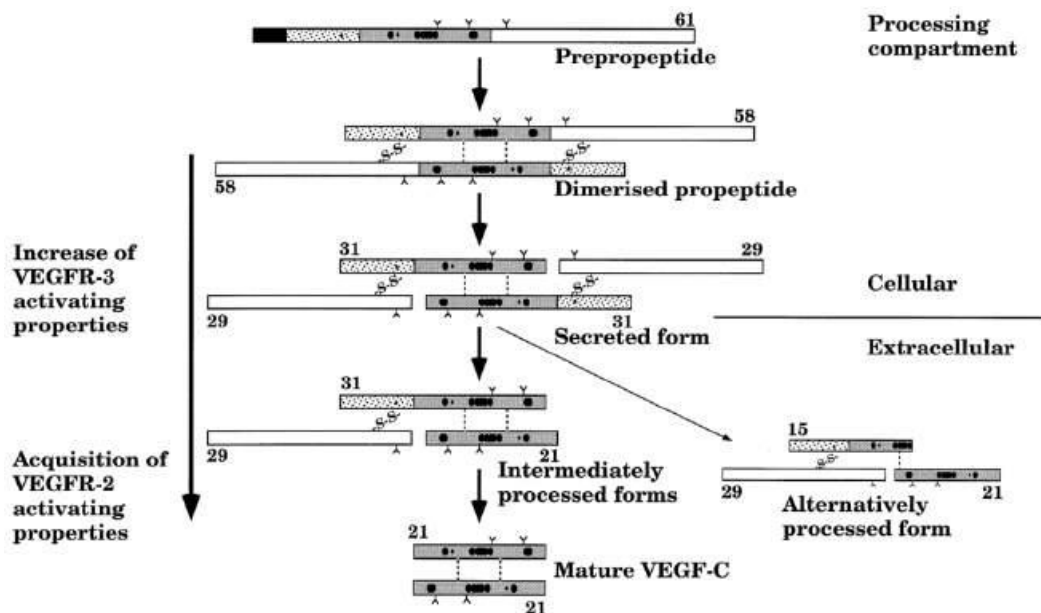 61
Processing
compartment
Prepropeptide
58
-S-S-
-S-S-
58
Dimerised propeptide
Increase of
VEGFR-3
activating
properties
31
29
-S-S-
-S-S-
Cellular
29
31
Secreted form
Extracellular
31
-S-S-
15
29
21
-S-S-
Acquisition of
VEGFR-2
activating
properties
Intermediately
processed forms
29
21
Alternatively
processed form
21
Mature VEGF-C
21